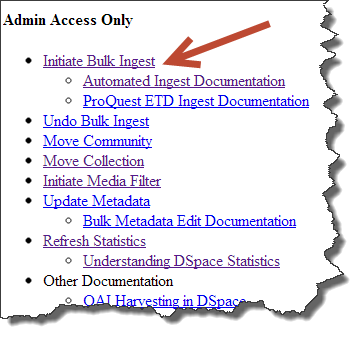 Admin Access Only
Initiate Bulk Ingest
Automated Ingest Documentation
ProQuest ETD Ingest Documentation
Undo Bulk Ingest
Move Community
Move Collection
Initiate Media Filter
Update Metadata
Bulk Metadata Edit Documentation
Refresh Statistics
Understanding DSpace Statistics
Other Documentation
OAI Harvesting in DSpace